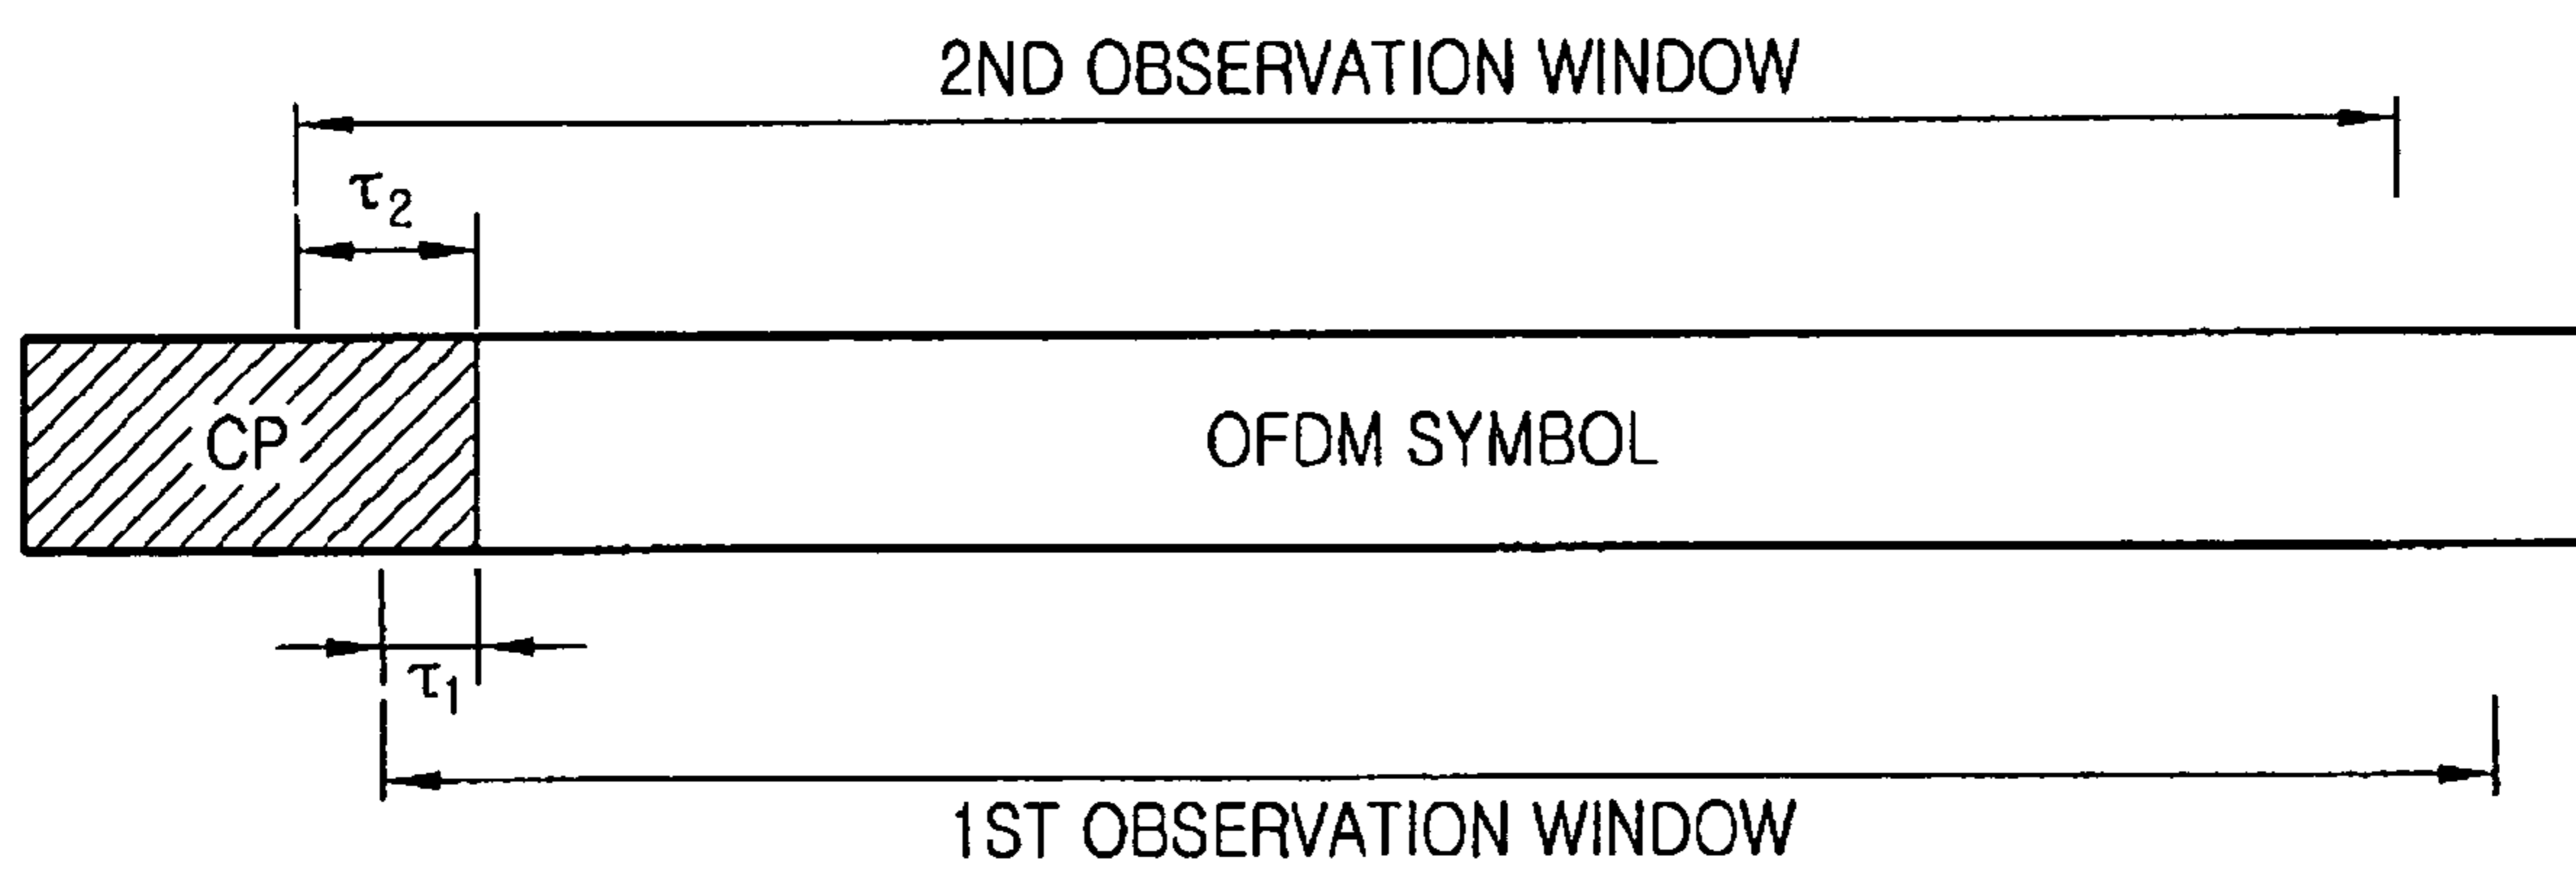 2ND OBSERVATION WINDOW
τ2
CP
OFDM SYMBOL
τ1
1ST OBSERVATION WINDOW